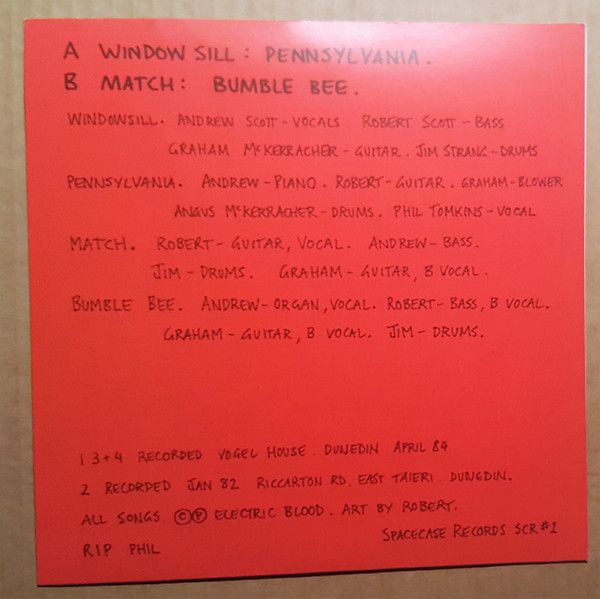 A WINDOW SILL: PENNSYLVANIA.
B MATCH: BUMBLE BEE.
WINDOWSILL. ANDREW SCOTT - VOCALS ROBERT SCOTT - BASS
GRAHAM McKERRACHER - GUITAR. JIM STRANG - DRUMS
PENNSYLVANIA. ANDREW - PIANO. ROBERT - GUITAR. GRAHAM - BLOWER
ANGUS McKERRACHER - DRUMS. PHIL TOMKINS - VOCAL
MATCH. ROBERT - GUITAR, VOCAL. ANDREW - BASS.
JIM - DRUMS. GRAHAM - GUITAR, B VOCAL.
BUMBLE BEE. ANDREW - ORGAN, VOCAL. ROBERT - BASS, B VOCAL.
GRAHAM - GUITAR, B VOCAL. JIM - DRUMS.
1 3+4 RECORDED VOGEL HOUSE. DUNEDIN APRIL 84
2 RECORDED JAN 82 RICCARTON RD, EAST TAIERI. DUNEDIN.
ALL SONGS ©℗ ELECTRIC BLOOD. ART BY ROBERT.
SPACECASE RECORDS SCR#1
RIP PHIL